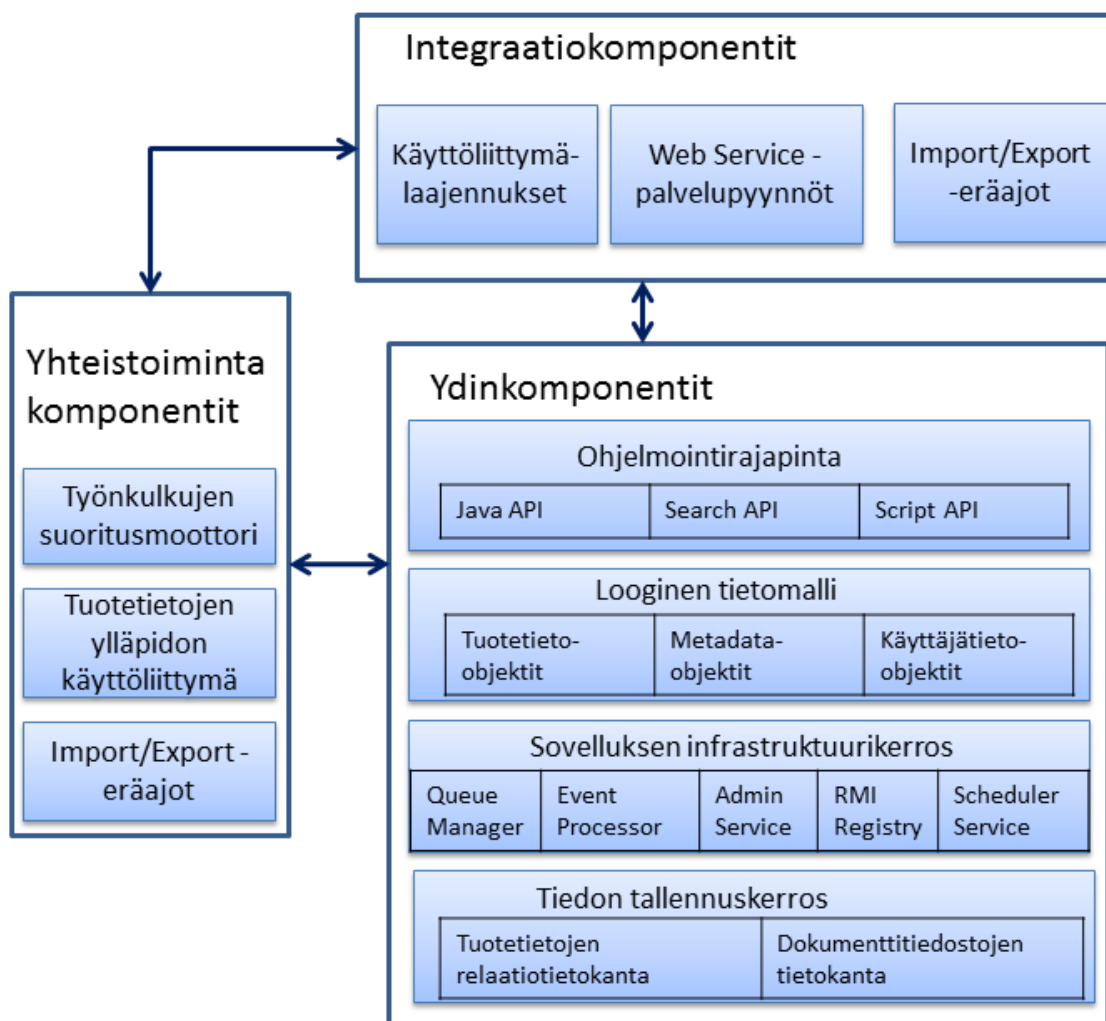 Integraatiokomponentit
Käyttöliittymä-
laajennukset
Web Service -
palvelupyynnöt
Import/Export
-eräajot
Yhteistoiminta
komponentit
Työnkulkujen
suoritusmoottori
Tuotetietojen
ylläpidon
käyttöliittymä
Import/Export -
eräajot
Ydinkomponentit
Ohjelmointirajapinta
Java API
Search API
Script API
Looginen tietomalli
Tuotetieto-
objektit
Metadata-
objektit
Käyttäjätieto-
objektit
Sovelluksen infrastruktuurikerros
Queue
Manager
Event
Processor
Admin
Service
RMI
Registry
Scheduler
Service
Tiedon tallennuskerros
Tuotetietojen
relaatiotietokanta
Dokumenttitiedostojen
tietokanta